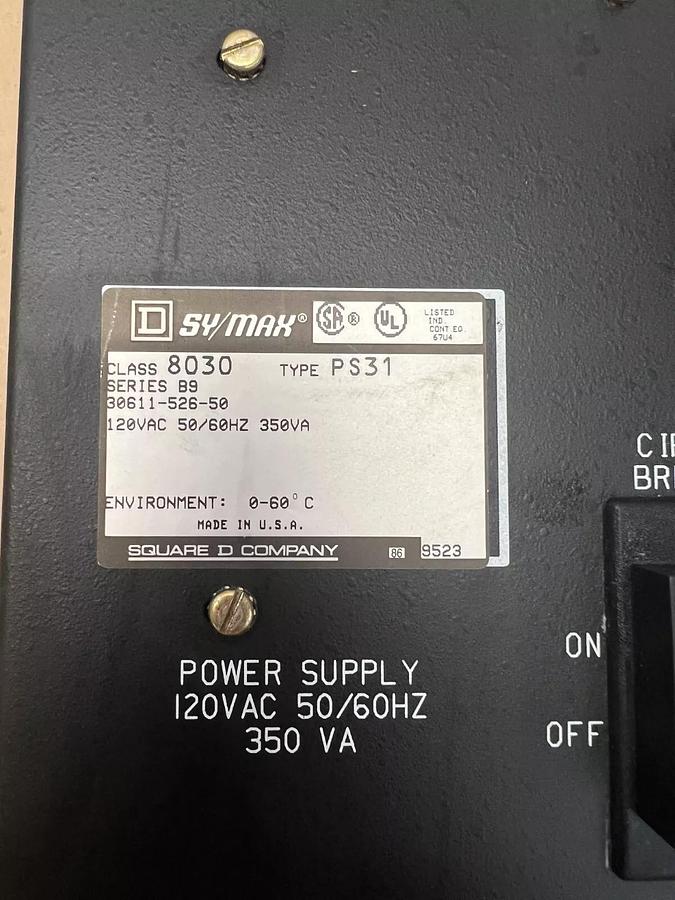 D SY/MAX®
SA ®
UL
LISTED
IND.
CONT.EQ.
67U4
CLASS 8030 TYPE PS31
SERIES B9
30611-526-50
120VAC 50/60HZ 350VA
ENVIRONMENT: 0-60°C
MADE IN U.S.A.
SQUARE D COMPANY 86 9523
POWER SUPPLY
120VAC 50/60HZ
350 VA
ON
OFF